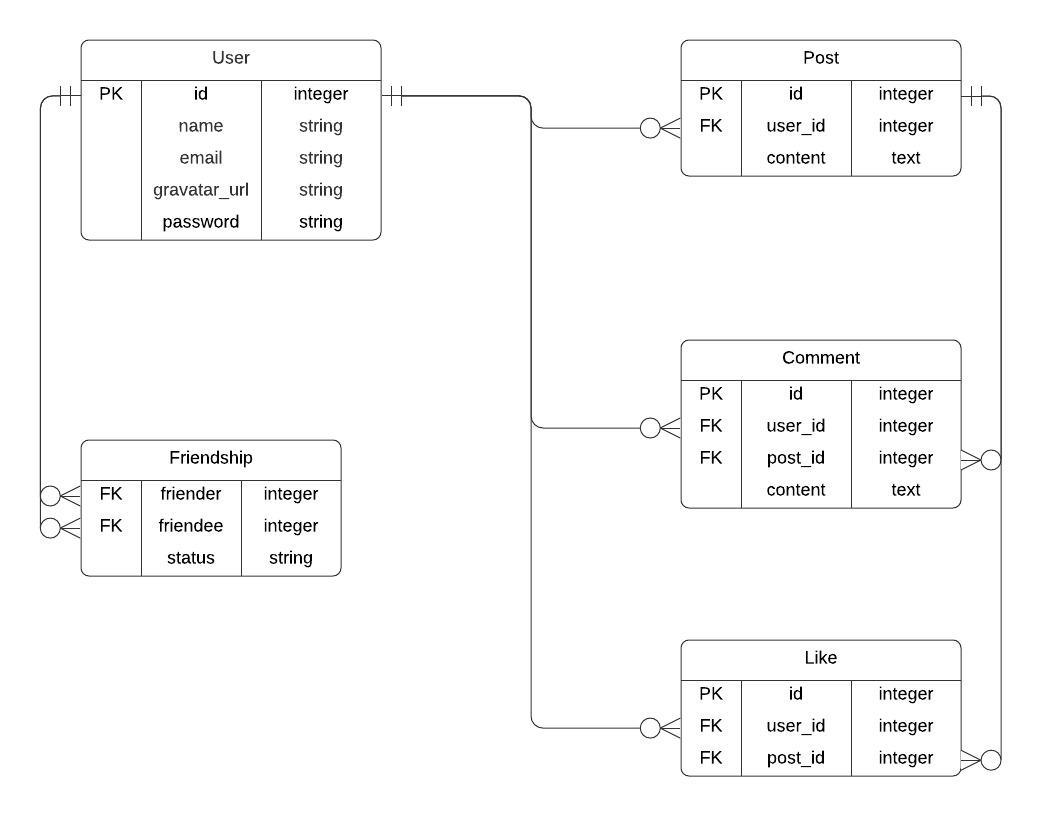 User
PK id integer
name string
email string
gravatar_url string
password string
Post
PK id integer
FK user_id integer
content text
Comment
PK id integer
FK user_id integer
FK post_id integer
content text
Friendship
FK friender integer
FK friendee integer
status string
Like
PK id integer
FK user_id integer
FK post_id integer